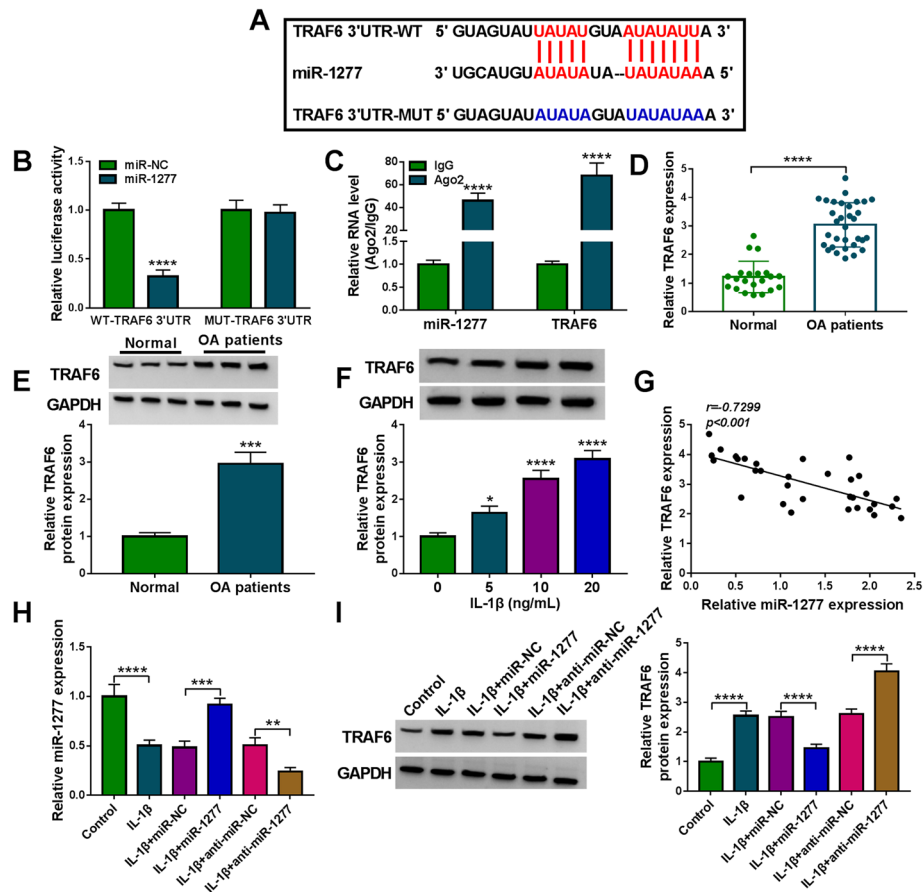 A
TRAF6 3'UTR-WT 5' GUAGUAUUAUAUGUAAUAUAUUA 3'
miR-1277 3' UGCAUGUAUAUAUA--UAUAUAAA 5'
TRAF6 3'UTR-MUT 5' GUAGUAUAUAUAGUAUAUAUAAA 3'
B
Relative luciferase activity
miR-NC
miR-1277
1.5
1.0
0.5
0.0
****
WT-TRAF6 3'UTR
MUT-TRAF6 3'UTR
C
Relative RNA level
(Ago2/IgG)
IgG
Ago2
80
60
40
20
1.0
0.5
0.0
****
****
miR-1277
TRAF6
D
Relative TRAF6 expression
5
4
3
2
1
0
****
Normal
OA patients
E
Normal
OA patients
TRAF6
GAPDH
Relative TRAF6
protein expression
4
3
2
1
0
***
Normal
OA patients
F
TRAF6
GAPDH
Relative TRAF6
protein expression
4
3
2
1
0
*
****
****
0
5
10
20
IL-1β (ng/mL)
G
r=-0.7299
p<0.001
Relative TRAF6 expression
5
4
3
2
1
0
0.0
0.5
1.0
1.5
2.0
2.5
Relative miR-1277 expression
H
Relative miR-1277 expression
1.5
1.0
0.5
0.0
****
***
**
Control
IL-1β
IL-1β+miR-NC
IL-1β+miR-1277
IL-1β+anti-miR-NC
IL-1β+anti-miR-1277
I
Control
IL-1β
IL-1β+miR-NC
IL-1β+miR-1277
IL-1β+anti-miR-NC
IL-1β+anti-miR-1277
TRAF6
GAPDH
Relative TRAF6
protein expression
5
4
3
2
1
0
****
****
****
Control
IL-1β
IL-1β+miR-NC
IL-1β+miR-1277
IL-1β+anti-miR-NC
IL-1β+anti-miR-1277